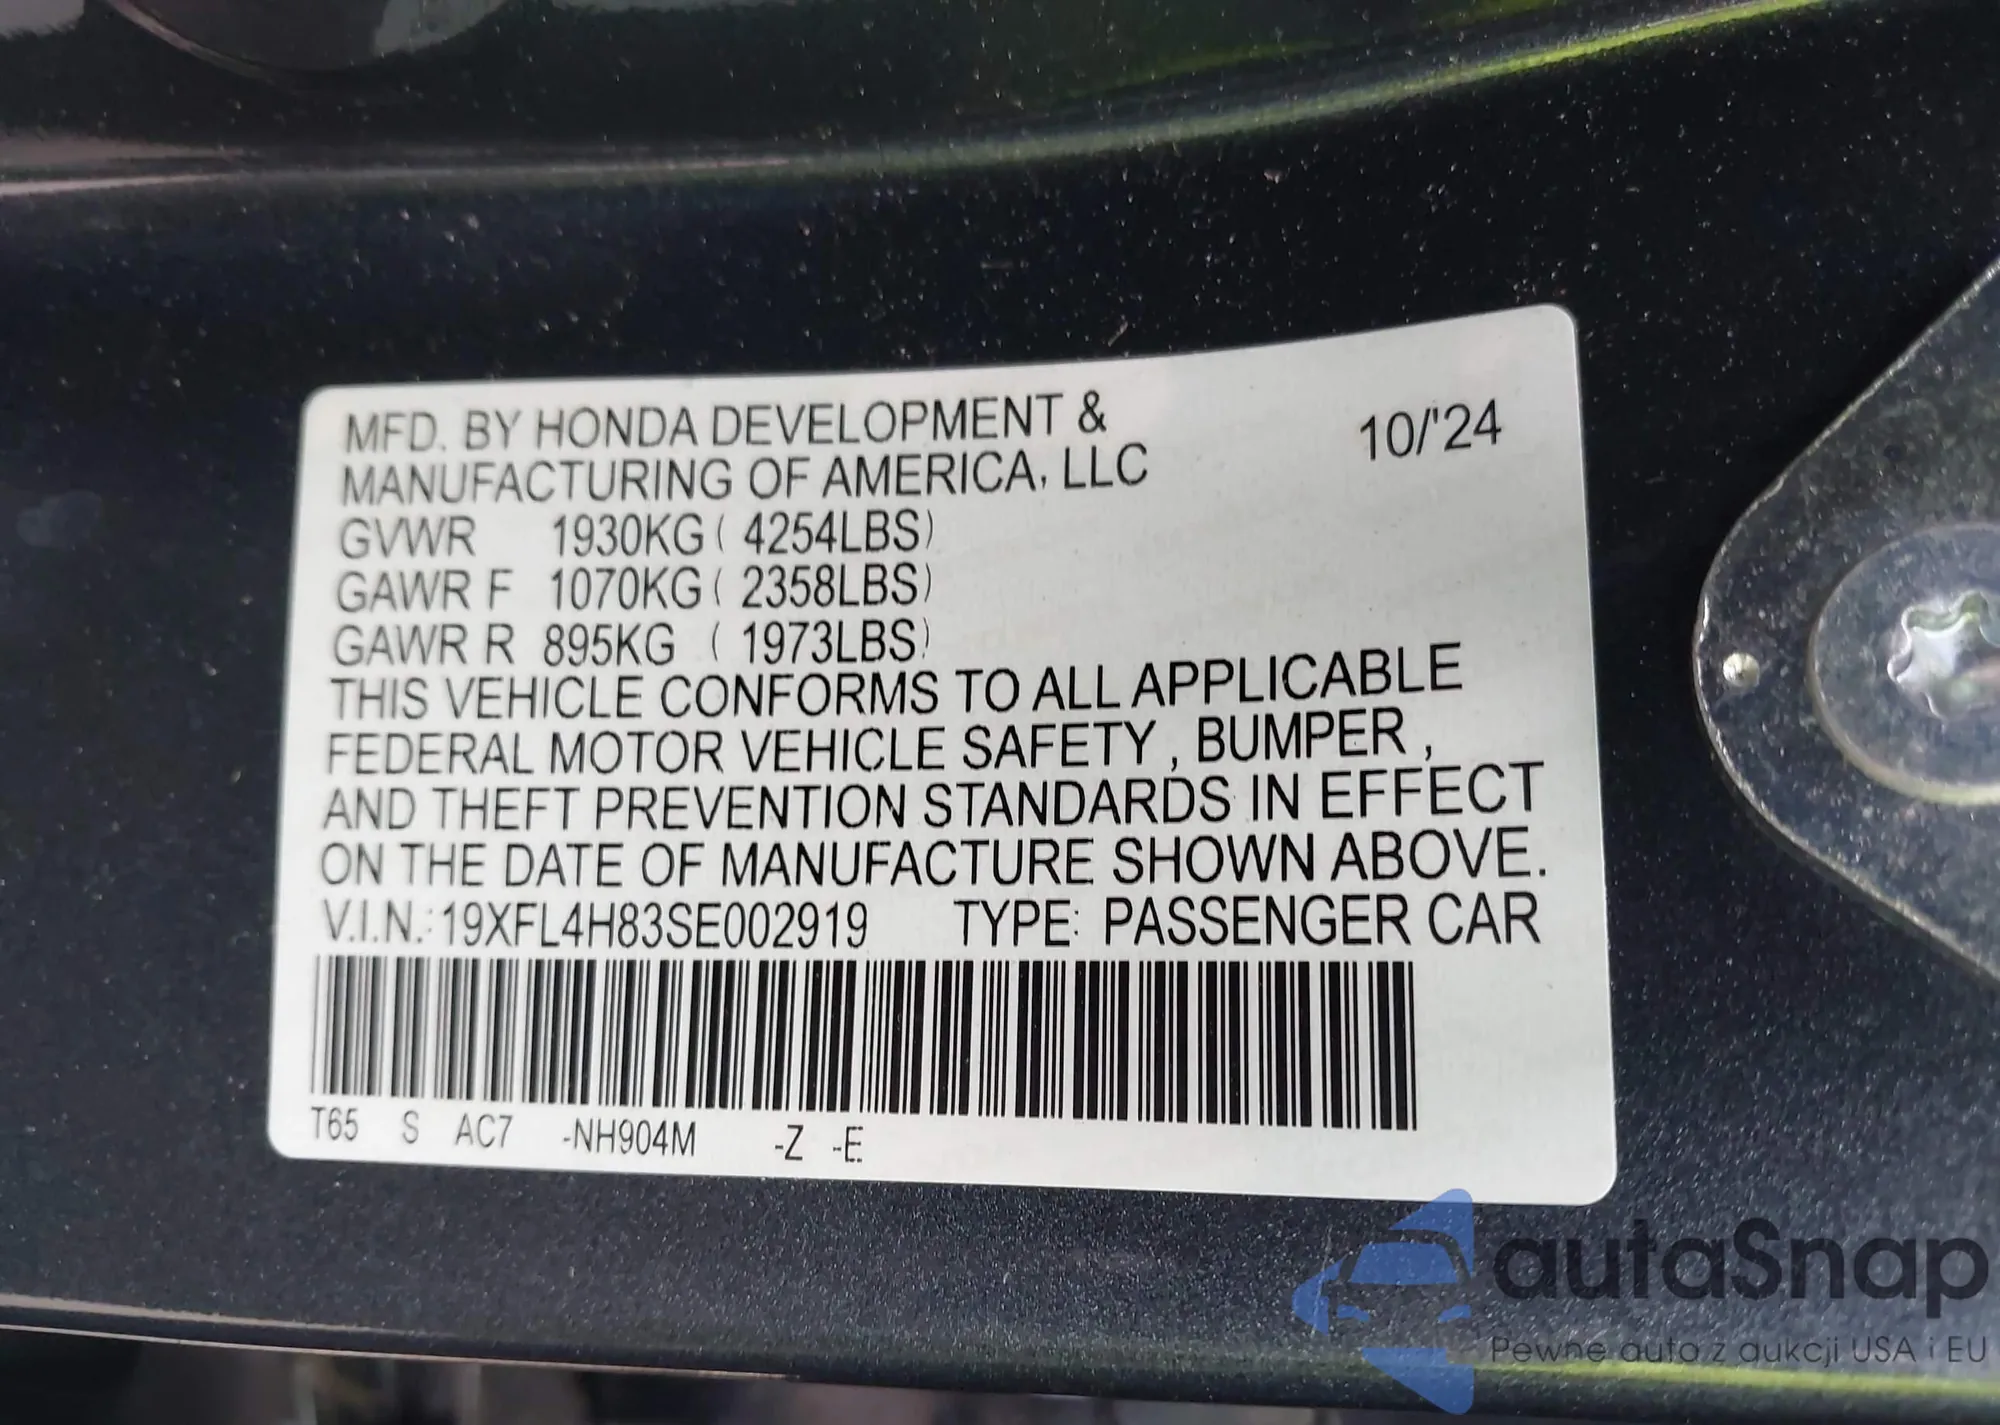 MFD. BY HONDA DEVELOPMENT & 10/'24
MANUFACTURING OF AMERICA, LLC
GVWR 1930KG ( 4254LBS)
GAWR F 1070KG ( 2358LBS)
GAWR R 895KG ( 1973LBS)
THIS VEHICLE CONFORMS TO ALL APPLICABLE
FEDERAL MOTOR VEHICLE SAFETY , BUMPER ,
AND THEFT PREVENTION STANDARDS IN EFFECT
ON THE DATE OF MANUFACTURE SHOWN ABOVE.
V.I.N.: 19XFL4H83SE002919 TYPE: PASSENGER CAR
T65 S AC7 -NH904M -Z -E
autaSnap
Pewne auto z aukcji USA i EU